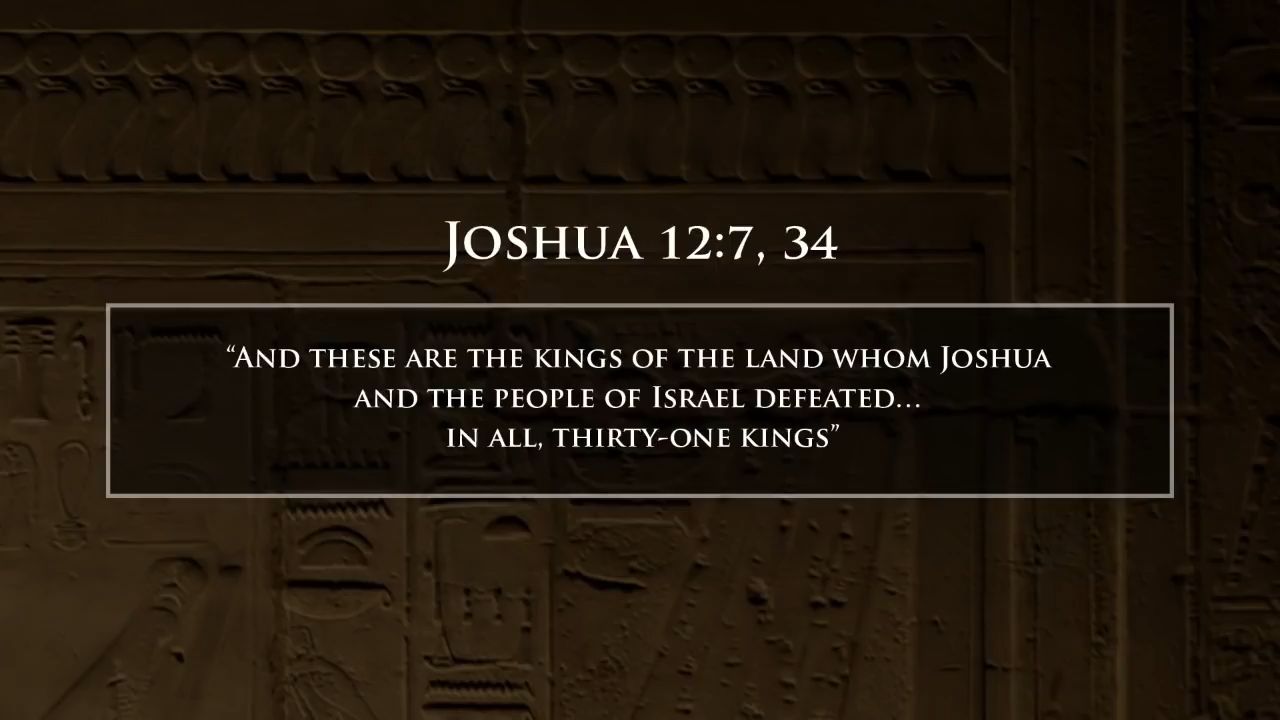 Joshua 12:7, 34
“And these are the kings of the land whom Joshua
and the people of Israel defeated…
in all, thirty-one kings”